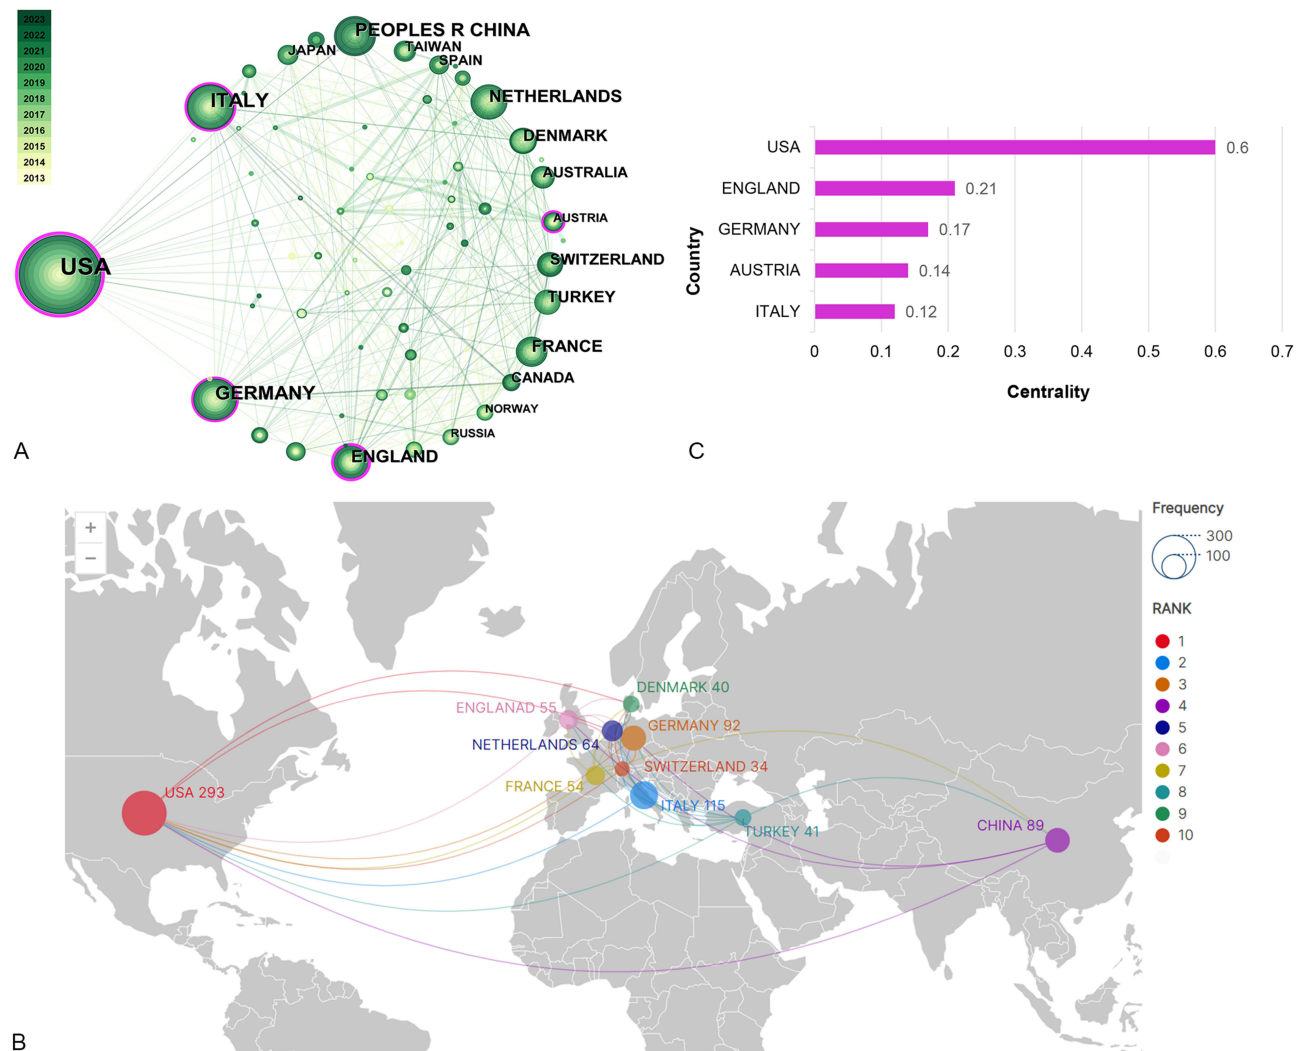 2023
2022
2021
2020
2019
2018
2017
2016
2015
2014
2013
PEOPLES R CHINA
JAPAN
TAIWAN
SPAIN
ITALY
NETHERLANDS
DENMARK
AUSTRALIA
AUSTRIA
USA
SWITZERLAND
TURKEY
FRANCE
CANADA
GERMANY
NORWAY
RUSSIA
ENGLAND
A
Country
USA 0.6
ENGLAND 0.21
GERMANY 0.17
AUSTRIA 0.14
ITALY 0.12
0 0.1 0.2 0.3 0.4 0.5 0.6 0.7
Centrality
C
+
−
DENMARK 40
ENGLANAD 55
GERMANY 92
NETHERLANDS 64
SWITZERLAND 34
FRANCE 54
USA 293
ITALY 115
TURKEY 41
CHINA 89
Frequency
300
100
RANK
1
2
3
4
5
6
7
8
9
10
B